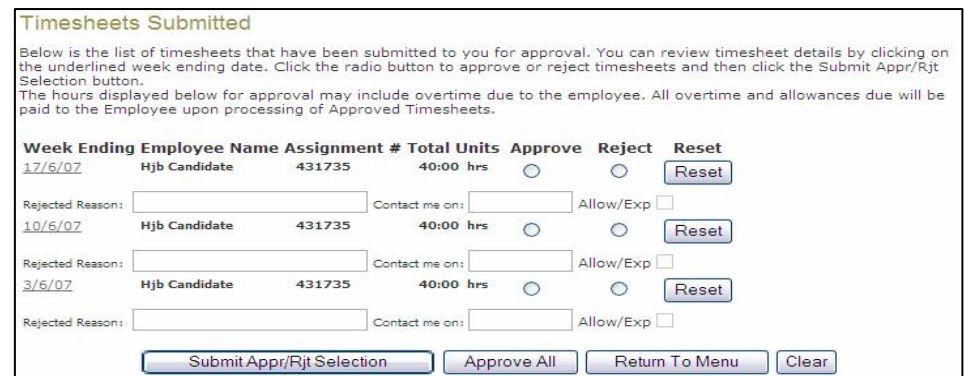 Timesheets Submitted
Below is the list of timesheets that have been submitted to you for approval. You can review timesheet details by clicking on
the underlined week ending date. Click the radio button to approve or reject timesheets and then click the Submit Appr/Rjt
Selection button.
The hours displayed below for approval may include overtime due to the employee. All overtime and allowances due will be
paid to the Employee upon processing of Approved Timesheets.
Week Ending Employee Name Assignment # Total Units Approve Reject Reset
17/6/07 Hjb Candidate 431735 40:00 hrs Reset
Rejected Reason: Contact me on: Allow/Exp
10/6/07 Hjb Candidate 431735 40:00 hrs Reset
Rejected Reason: Contact me on: Allow/Exp
3/6/07 Hjb Candidate 431735 40:00 hrs Reset
Rejected Reason: Contact me on: Allow/Exp
Submit Appr/Rjt Selection Approve All Return To Menu Clear